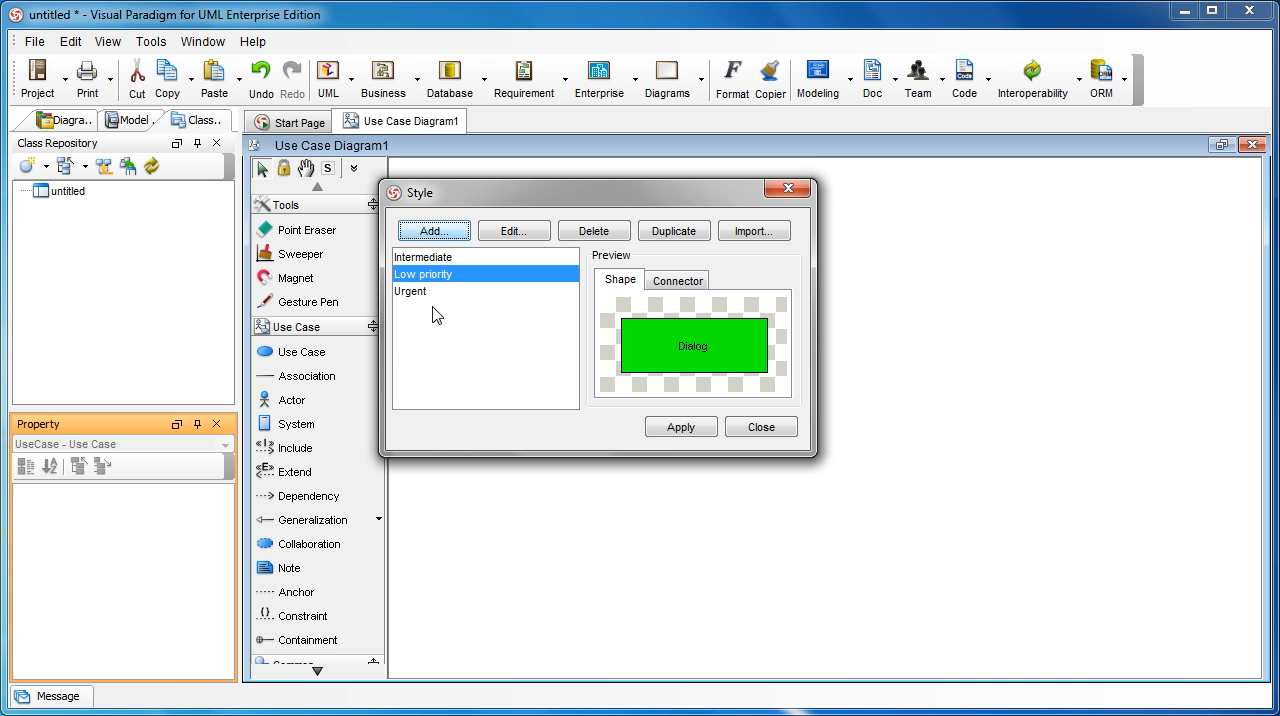 untitled * - Visual Paradigm for UML Enterprise Edition
File Edit View Tools Window Help
Project Print Cut Copy Paste Undo Redo UML Business Database Requirement Enterprise Diagrams Format Copier Modeling Doc Team Code Interoperability ORM
Diagra.. Model . Class..
Start Page Use Case Diagram1
Class Repository
Use Case Diagram1
S
untitled
Tools
Point Eraser
Sweeper
Magnet
Gesture Pen
Use Case
Use Case
Association
Actor
System
Include
Extend
Dependency
Generalization
Collaboration
Note
Anchor
Constraint
Containment
Style
Add... Edit... Delete Duplicate Import...
Intermediate
Low priority
Urgent
Preview
Shape Connector
Dialog
Apply Close
Property
UseCase - Use Case
Message